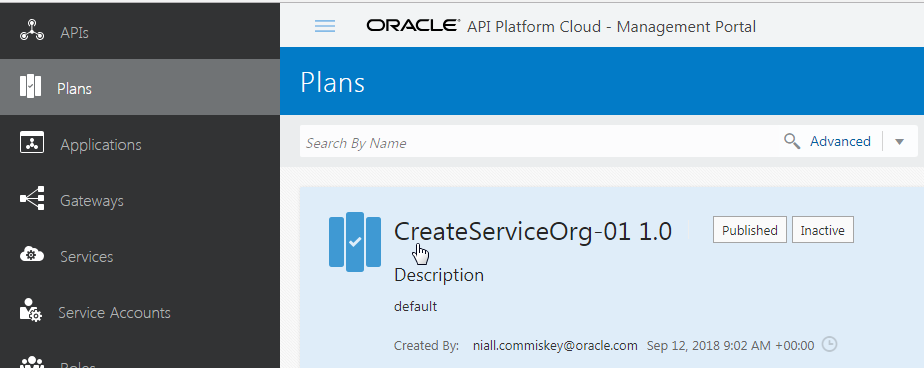 APIs
Plans
Applications
Gateways
Services
Service Accounts
Roles
ORACLE® API Platform Cloud - Management Portal
Plans
Search By Name Advanced
CreateServiceOrg-01 1.0 Published Inactive
Description
default
Created By: niall.commiskey@oracle.com Sep 12, 2018 9:02 AM +00:00